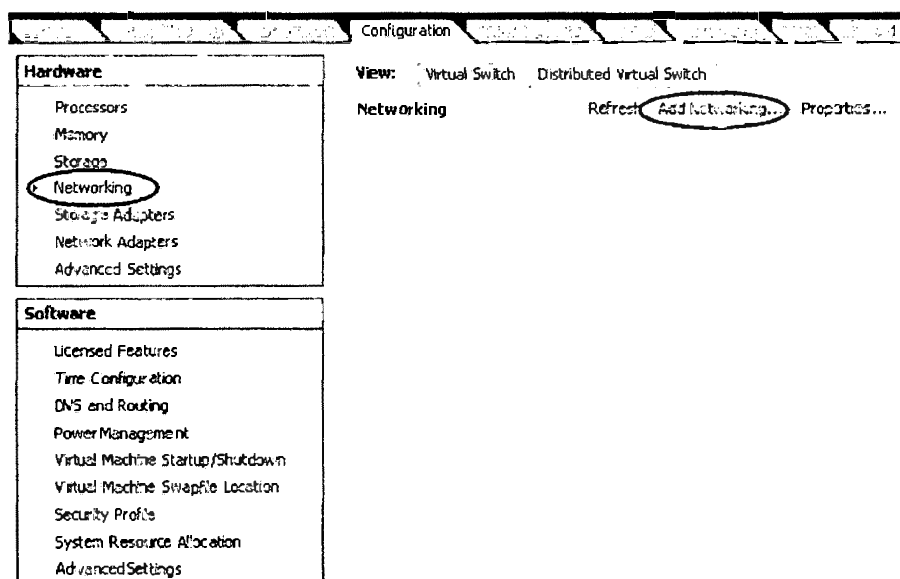 Configuration
Hardware
Processors
Memory
Storage
Networking
Storage Adapters
Network Adapters
Advanced Settings
Software
Licensed Features
Time Configuration
DNS and Routing
Power Management
Virtual Machine Startup/Shutdown
Virtual Machine Swapfile Location
Security Profile
System Resource Allocation
Advanced Settings
View: Virtual Switch Distributed Virtual Switch
Networking Refresh Add Networking... Properties...